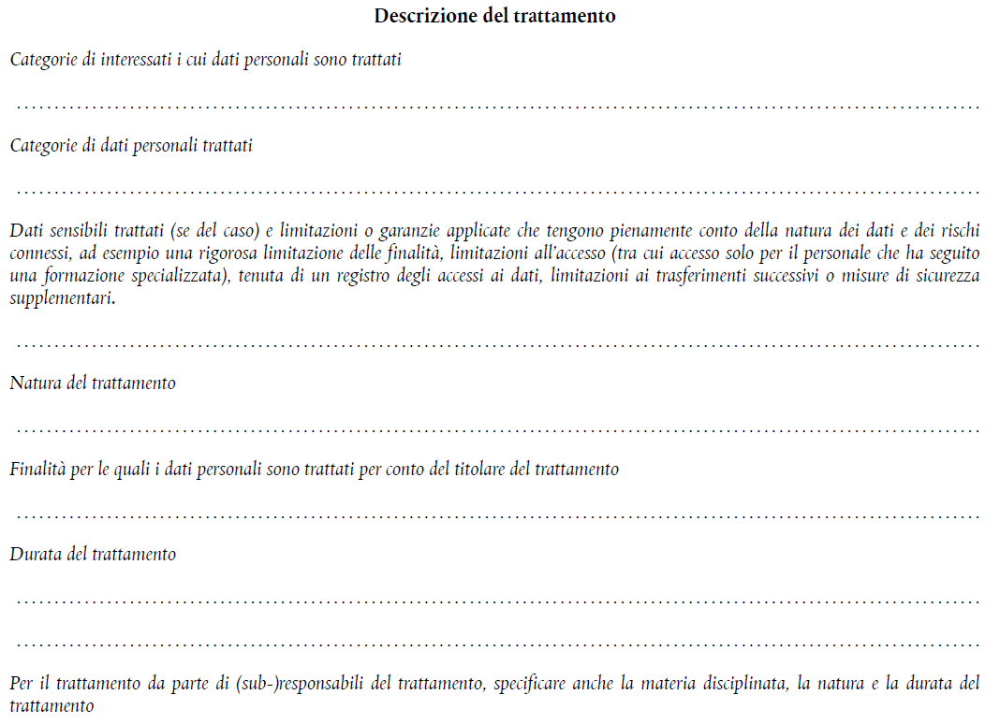 Descrizione del trattamento
Categorie di interessati i cui dati personali sono trattati
Categorie di dati personali trattati
Dati sensibili trattati (se del caso) e limitazioni o garanzie applicate che tengono pienamente conto della natura dei dati e dei rischi
connessi, ad esempio una rigorosa limitazione delle finalità, limitazioni all'accesso (tra cui accesso solo per il personale che ha seguito
una formazione specializzata), tenuta di un registro degli accessi ai dati, limitazioni ai trasferimenti successivi o misure di sicurezza
supplementari.
Natura del trattamento
Finalità per le quali i dati personali sono trattati per conto del titolare del trattamento
Durata del trattamento
Per il trattamento da parte di (sub-)responsabili del trattamento, specificare anche la materia disciplinata, la natura e la durata del
trattamento